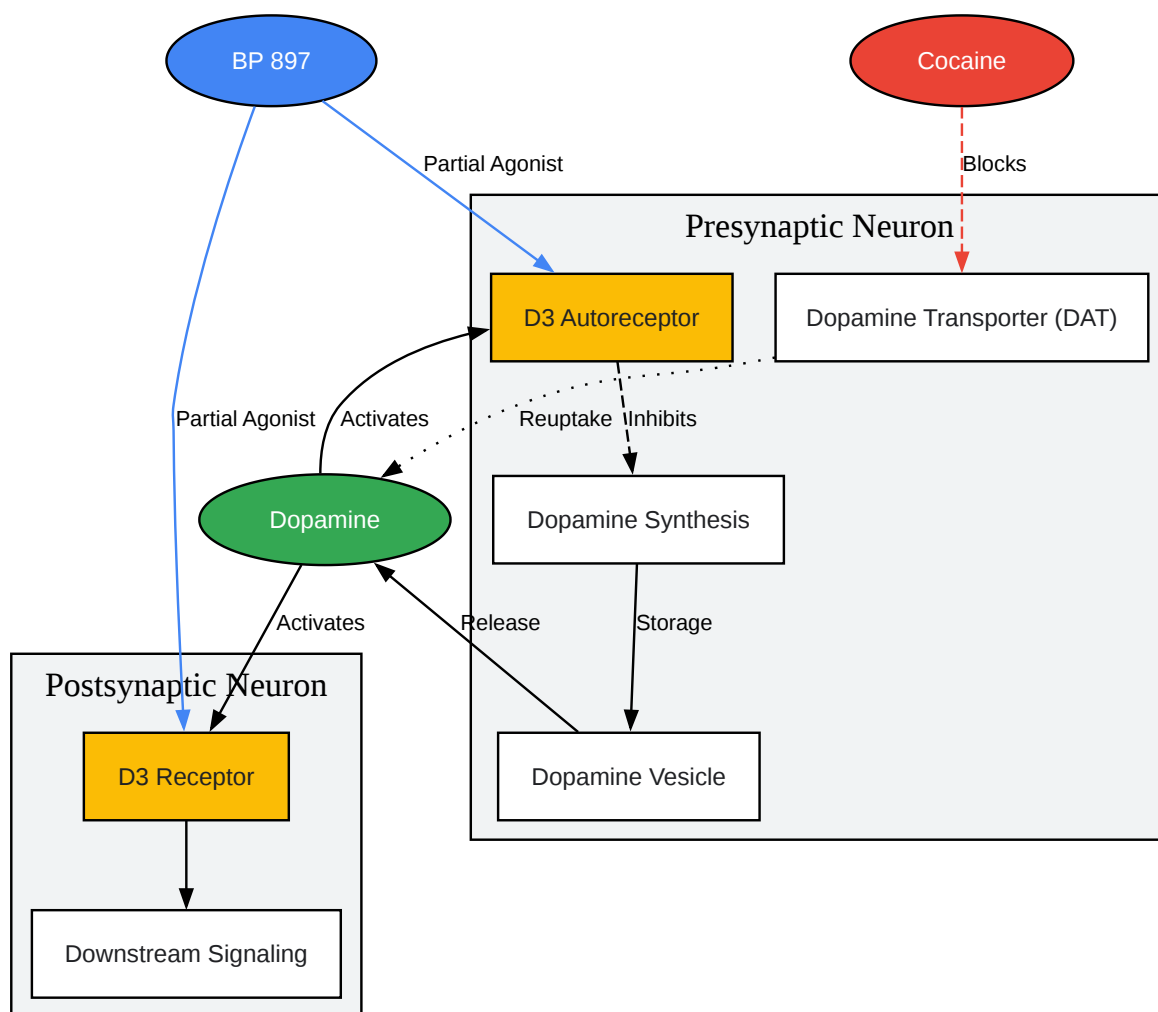 BP 897
Cocaine
Partial Agonist
Blocks
Presynaptic Neuron
D3 Autoreceptor
Dopamine Transporter (DAT)
Partial Agonist
Activates
Reuptake
Inhibits
Dopamine
Dopamine Synthesis
Activates
Release
Storage
Postsynaptic Neuron
D3 Receptor
Dopamine Vesicle
Downstream Signaling